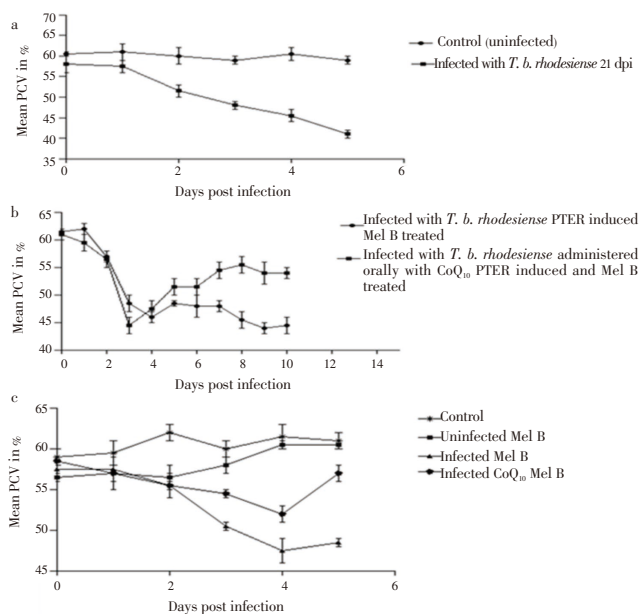 a
70
65
60
55
50
45
40
35
Mean PCV in %
0
2
4
6
Days post infection
Control (uninfected)
Infected with T. b. rhodesiense 21 dpi
b
65
60
55
50
45
40
Mean PCV in %
0
2
4
6
8
10
12
14
Days post infection
Infected with T. b. rhodesiense PTER induced
Mel B treated
Infected with T. b. rhodesiense administered
orally with CoQ₁₀ PTER induced and Mel B
treated
c
65
60
55
50
45
Mean PCV in %
0
2
4
6
Days post infection
Control
Uninfected Mel B
Infected Mel B
Infected CoQ₁₀ Mel B